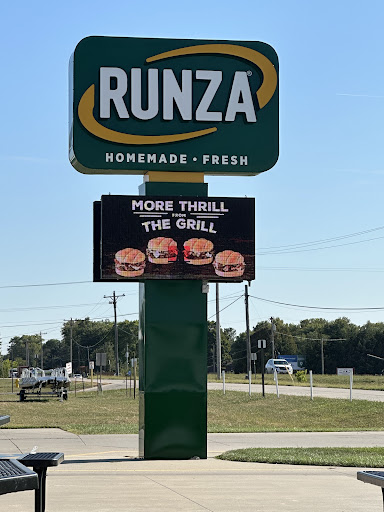 RUNZA®
HOMEMADE • FRESH
MORE THRILL
FROM
THE GRILL